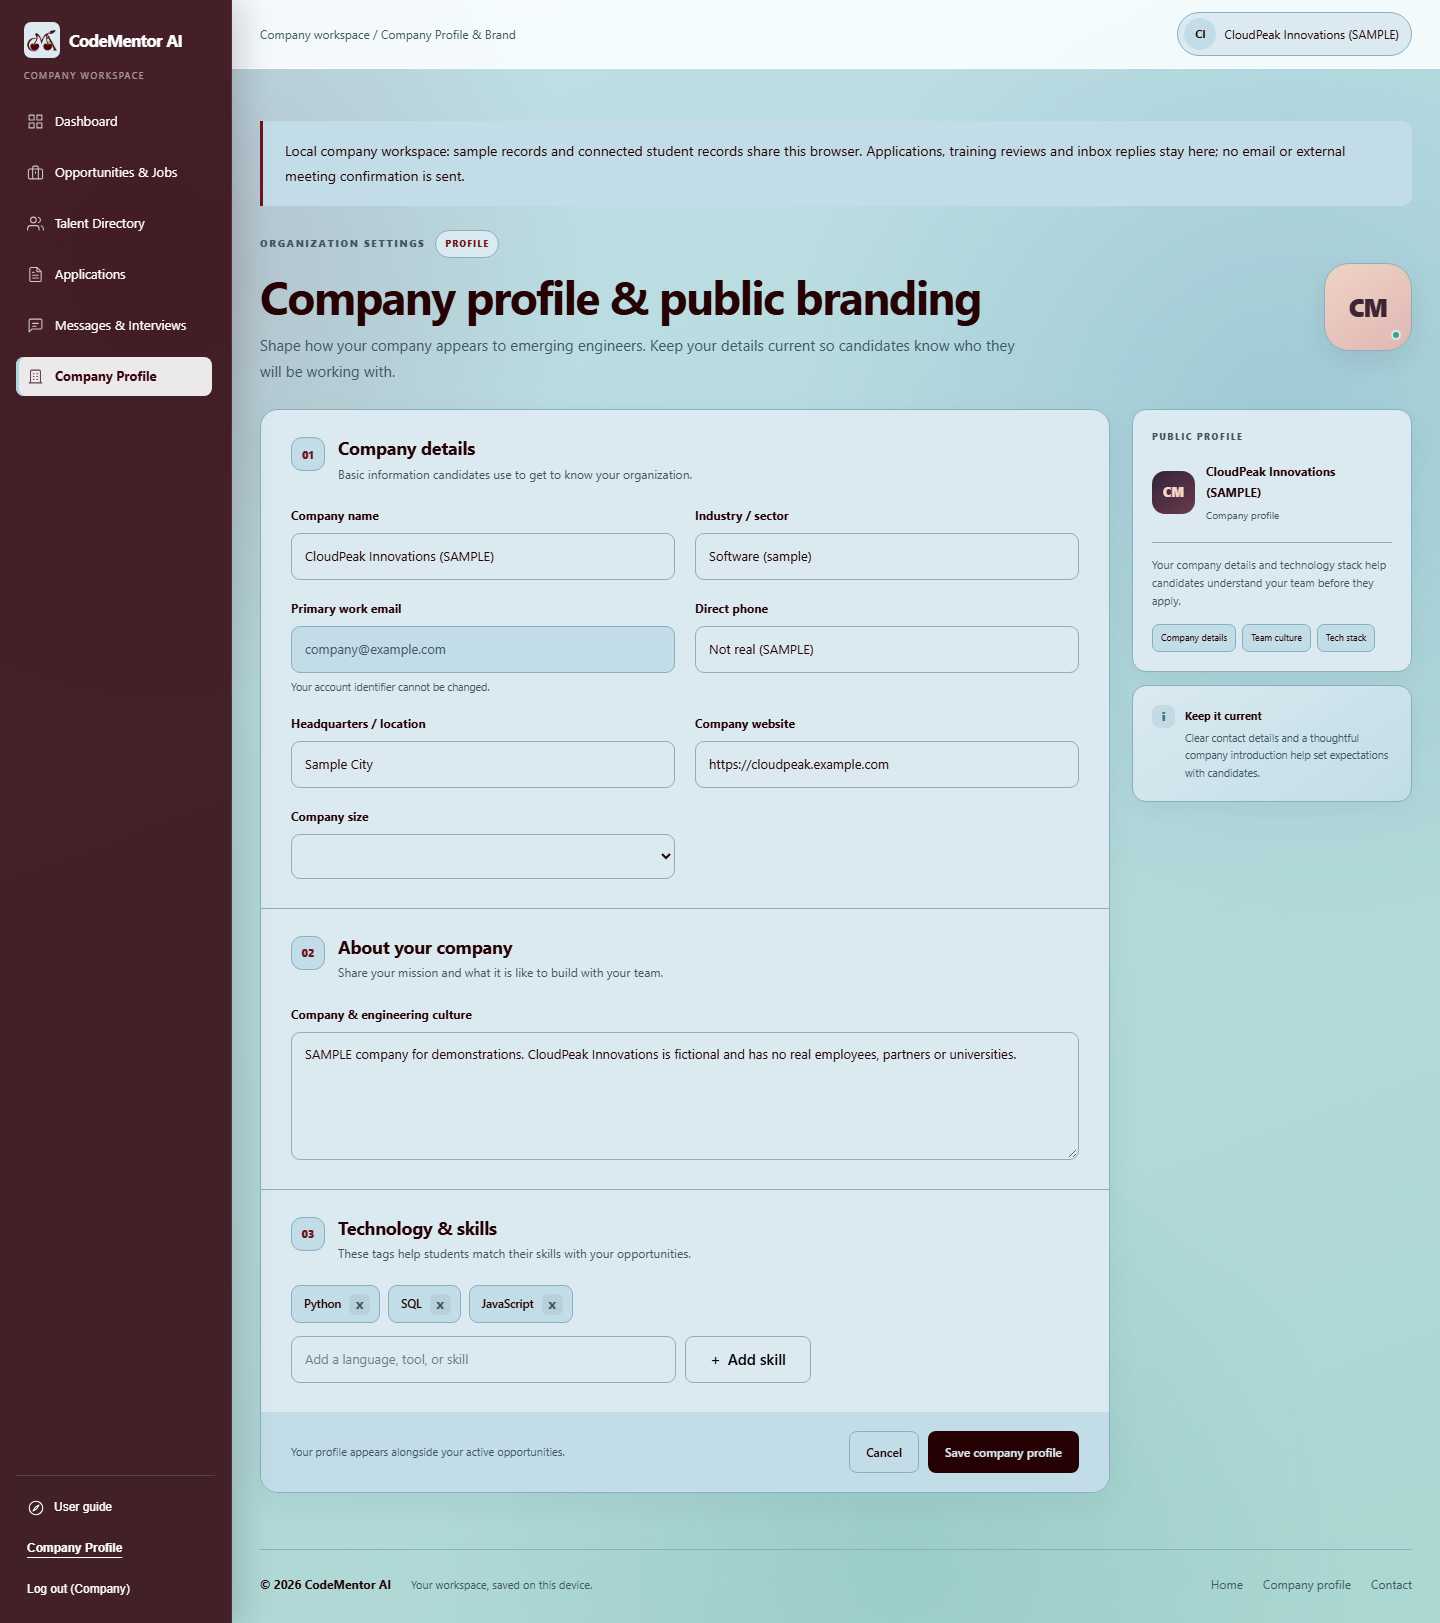 CodeMentor AI
COMPANY WORKSPACE
Dashboard
Opportunities & Jobs
Talent Directory
Applications
Messages & Interviews
Company Profile
User guide
Company Profile
Log out (Company)
Company workspace / Company Profile & Brand
CI
CloudPeak Innovations (SAMPLE)
Local company workspace: sample records and connected student records share this browser. Applications, training reviews and inbox replies stay here; no email or external
meeting confirmation is sent.
ORGANIZATION SETTINGS
PROFILE
Company profile & public branding
Shape how your company appears to emerging engineers. Keep your details current so candidates know who they
will be working with.
CM
01
Company details
Basic information candidates use to get to know your organization.
Company name
Industry / sector
CloudPeak Innovations (SAMPLE)
Software (sample)
Primary work email
Direct phone
company@example.com
Not real (SAMPLE)
Your account identifier cannot be changed.
Headquarters / location
Company website
Sample City
https://cloudpeak.example.com
Company size
02
About your company
Share your mission and what it is like to build with your team.
Company & engineering culture
SAMPLE company for demonstrations. CloudPeak Innovations is fictional and has no real employees, partners or universities.
03
Technology & skills
These tags help students match their skills with your opportunities.
Python x
SQL x
JavaScript x
Add a language, tool, or skill
+ Add skill
Your profile appears alongside your active opportunities.
Cancel
Save company profile
PUBLIC PROFILE
CM
CloudPeak Innovations
(SAMPLE)
Company profile
Your company details and technology stack help
candidates understand your team before they
apply.
Company details
Team culture
Tech stack
i
Keep it current
Clear contact details and a thoughtful
company introduction help set expectations
with candidates.
© 2026 CodeMentor AI
Your workspace, saved on this device.
Home
Company profile
Contact